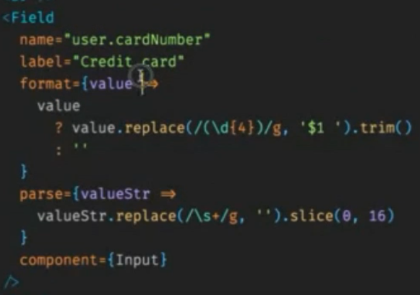 <Field
name="user.cardNumber"
label="Credit card"
format={value =>
value
? value.replace(/(\d{4})/g, '$1 ').trim()
: ''
}
parse={valueStr =>
valueStr.replace(/\s+/g, '').slice(0, 16)
}
component={Input}
/>